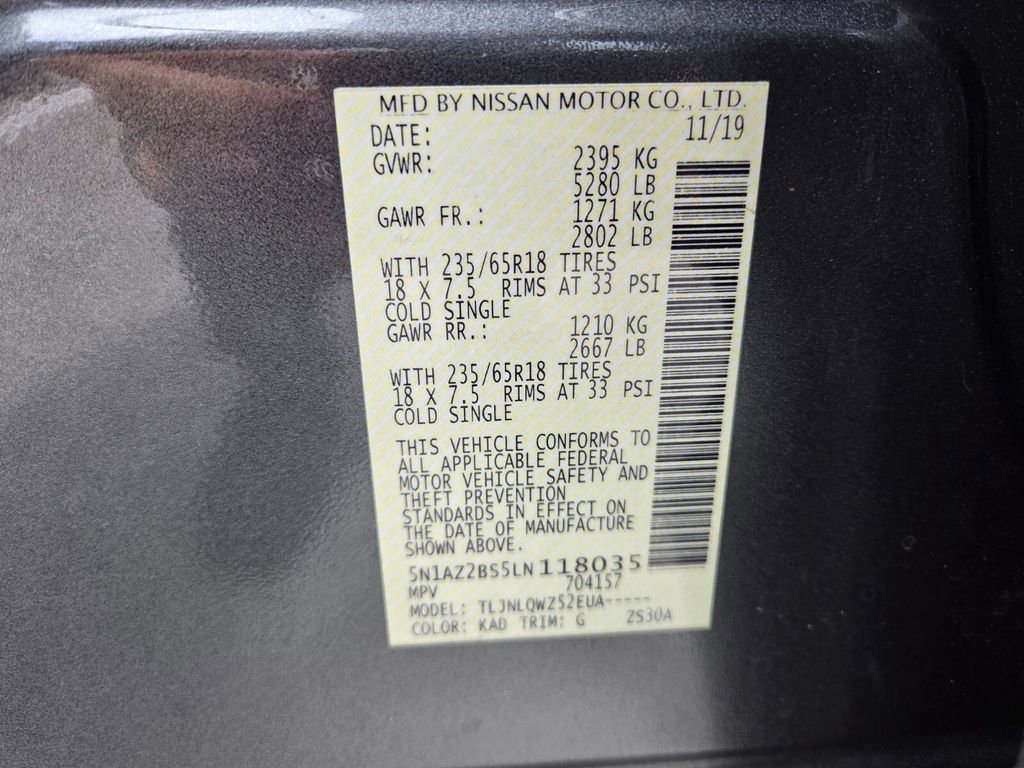 MFD BY NISSAN MOTOR CO., LTD.
DATE: 11/19
GVWR: 2395 KG
5280 LB
GAWR FR.: 1271 KG
2802 LB
WITH 235/65R18 TIRES
18 X 7.5 RIMS AT 33 PSI
COLD SINGLE
GAWR RR.: 1210 KG
2667 LB
WITH 235/65R18 TIRES
18 X 7.5 RIMS AT 33 PSI
COLD SINGLE
THIS VEHICLE CONFORMS TO
ALL APPLICABLE FEDERAL
MOTOR VEHICLE SAFETY AND
THEFT PREVENTION
STANDARDS IN EFFECT ON
THE DATE OF MANUFACTURE
SHOWN ABOVE.
5N1AZ2BS5LN118035
MPV 704157
MODEL: TLJNLQWZ52EUA-----
COLOR: KAD TRIM: G ZS30A